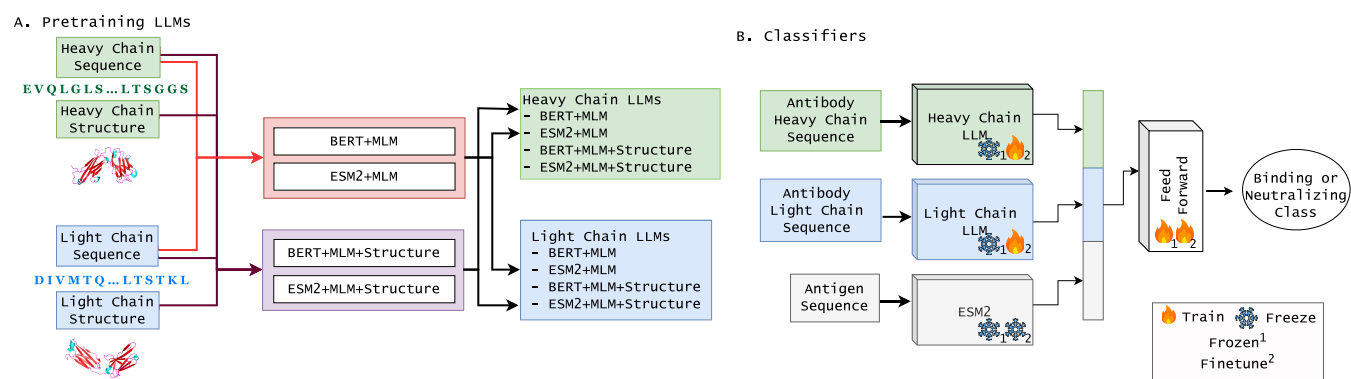 A. Pretraining LLMs
Heavy Chain
Sequence
EVQLGLS...LTSGGS
Heavy Chain
Structure
Light Chain
Sequence
DIVMTQ...LTSTKL
Light Chain
Structure
BERT+MLM
ESM2+MLM
BERT+MLM+Structure
ESM2+MLM+Structure
Heavy Chain LLMs
- BERT+MLM
- ESM2+MLM
- BERT+MLM+Structure
- ESM2+MLM+Structure
Light Chain LLMs
- BERT+MLM
- ESM2+MLM
- BERT+MLM+Structure
- ESM2+MLM+Structure
B. Classifiers
Antibody
Heavy Chain
Sequence
Heavy Chain
LLM
1 2
Antibody
Light Chain
Sequence
Light Chain
LLM
1 2
Antigen
Sequence
ESM2
1 2
Feed
Forward
1 2
Binding or
Neutralizing
Class
Train Freeze
Frozen1
Finetune2